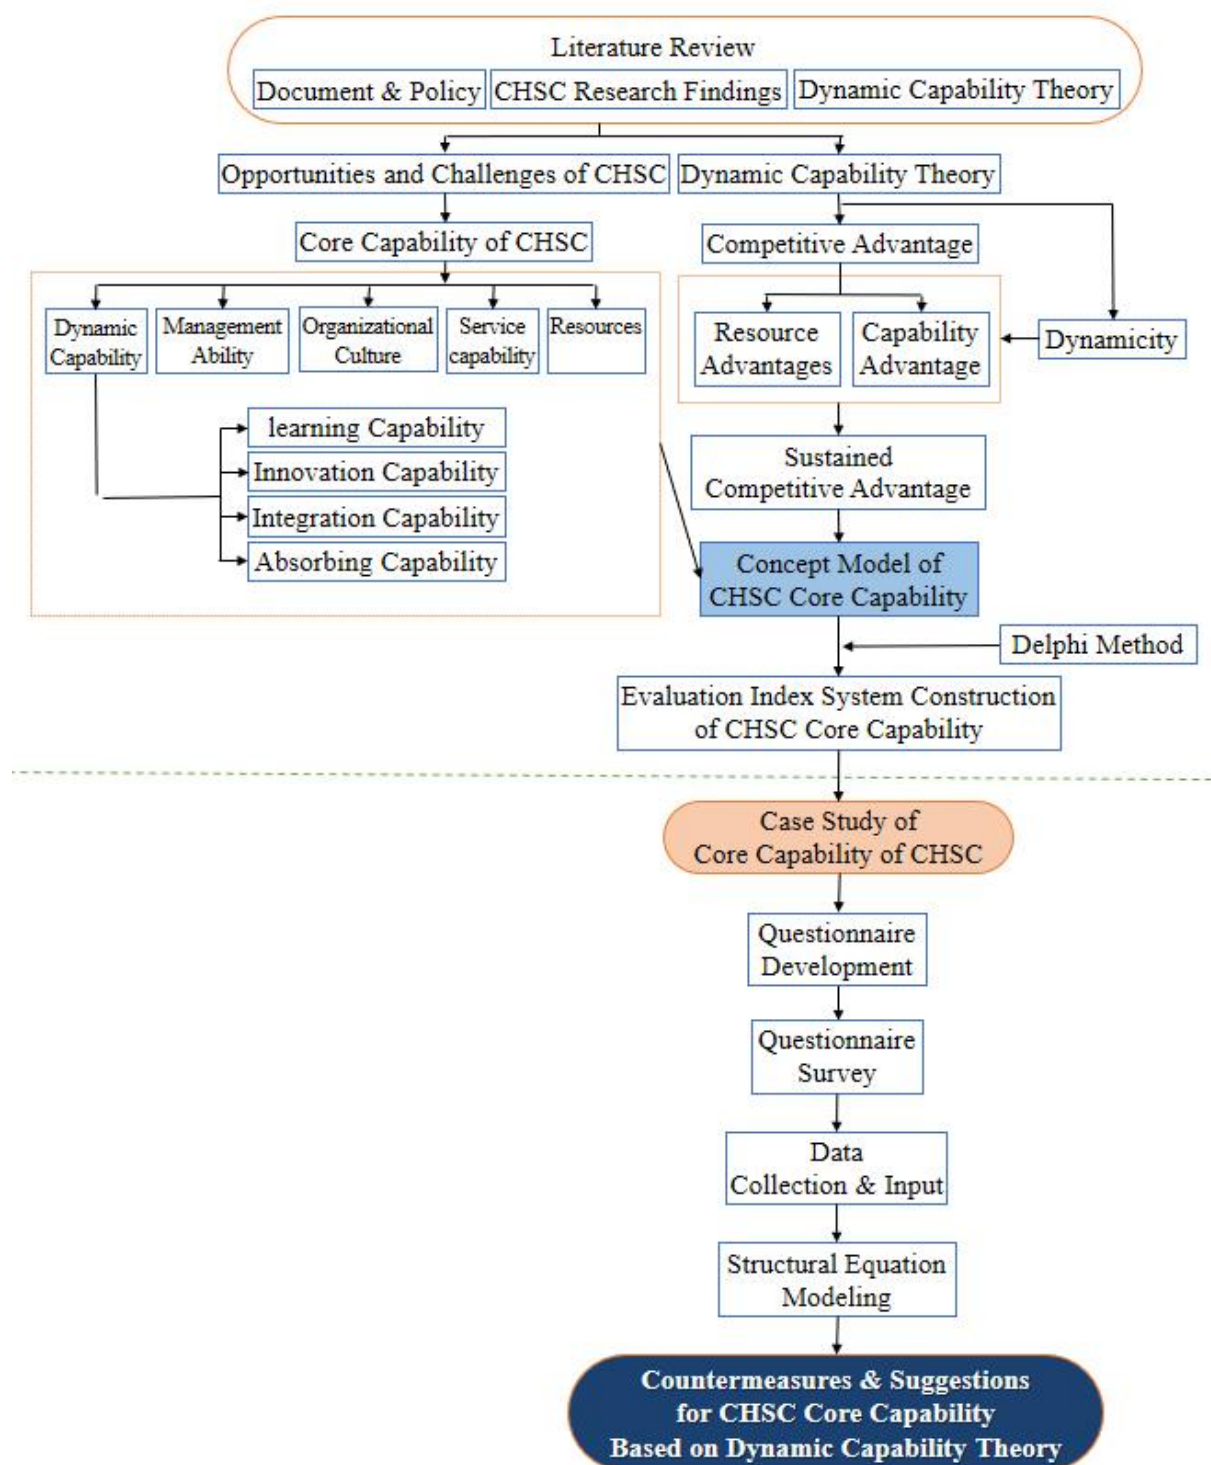 Literature Review
Document & Policy
CHSC Research Findings
Dynamic Capability Theory
Opportunities and Challenges of CHSC
Dynamic Capability Theory
Core Capability of CHSC
Competitive Advantage
Dynamic
Capability
Management
Ability
Organizational
Culture
Service
capability
Resources
Resource
Advantages
Capability
Advantage
Dynamicity
learning Capability
Innovation Capability
Integration Capability
Absorbing Capability
Sustained
Competitive Advantage
Concept Model of
CHSC Core Capability
Delphi Method
Evaluation Index System Construction
of CHSC Core Capability
Case Study of
Core Capability of CHSC
Questionnaire
Development
Questionnaire
Survey
Data
Collection & Input
Structural Equation
Modeling
Countermeasures & Suggestions
for CHSC Core Capability
Based on Dynamic Capability Theory